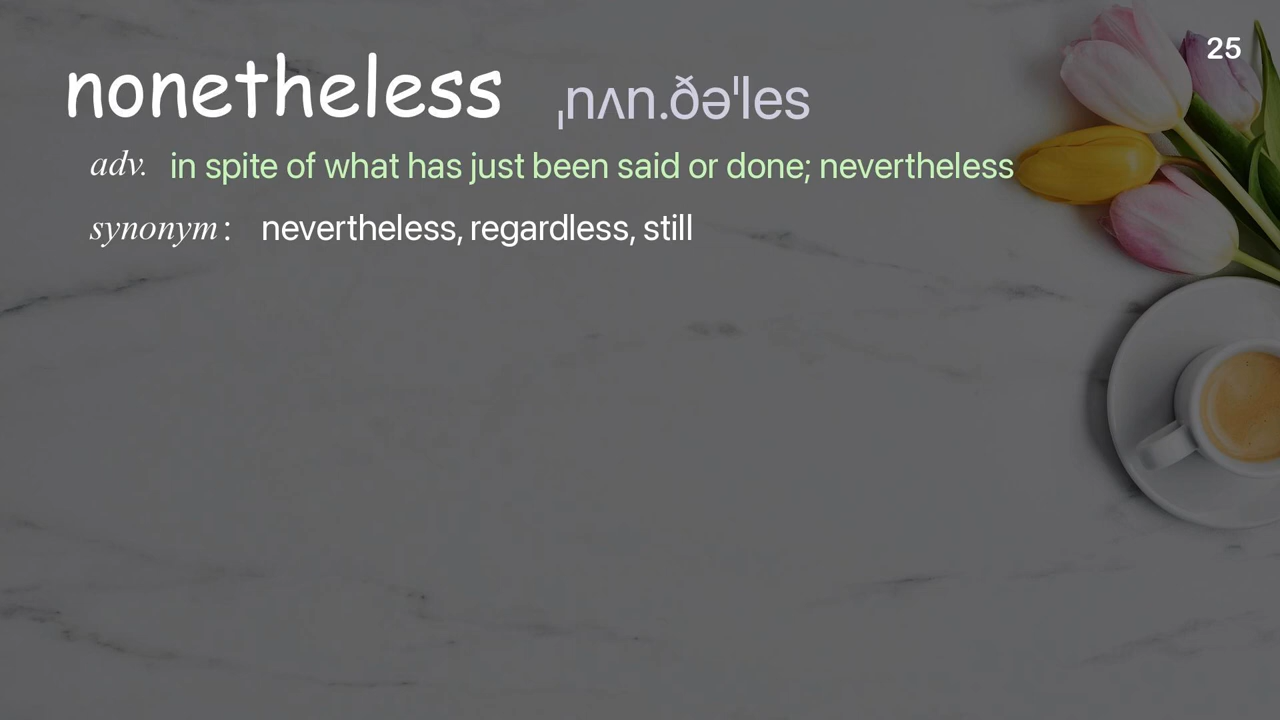 25
nonetheless ˌnʌn.ðəˈles
adv. in spite of what has just been said or done; nevertheless
synonym: nevertheless, regardless, still